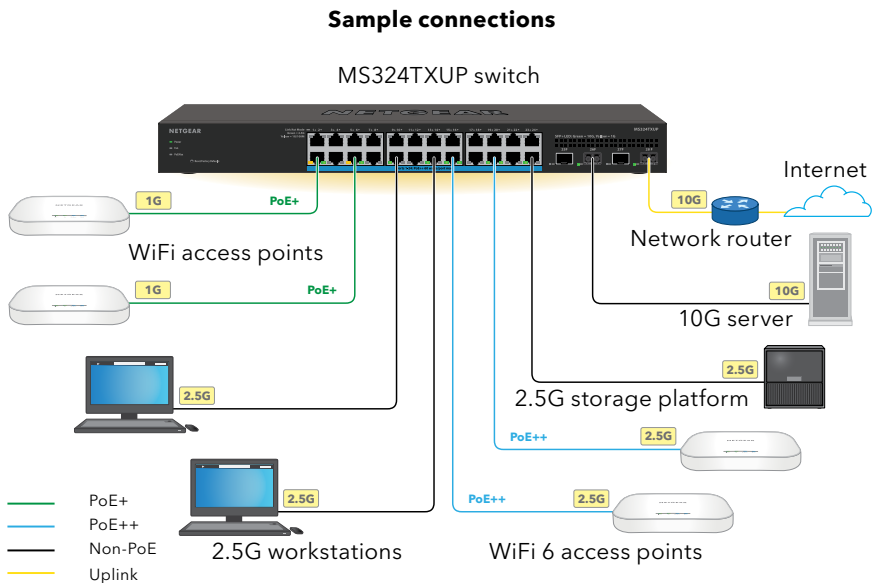 Sample connections
MS324TXUP switch
NETGEAR
NETGEAR
MS324TXUP
Internet
1G
PoE+
10G
WiFi access points
Network router
1G
PoE+
10G
10G server
2.5G
2.5G
2.5G storage platform
PoE++
2.5G
2.5G
PoE++
2.5G
2.5G workstations
WiFi 6 access points
PoE+
PoE++
Non-PoE
Uplink